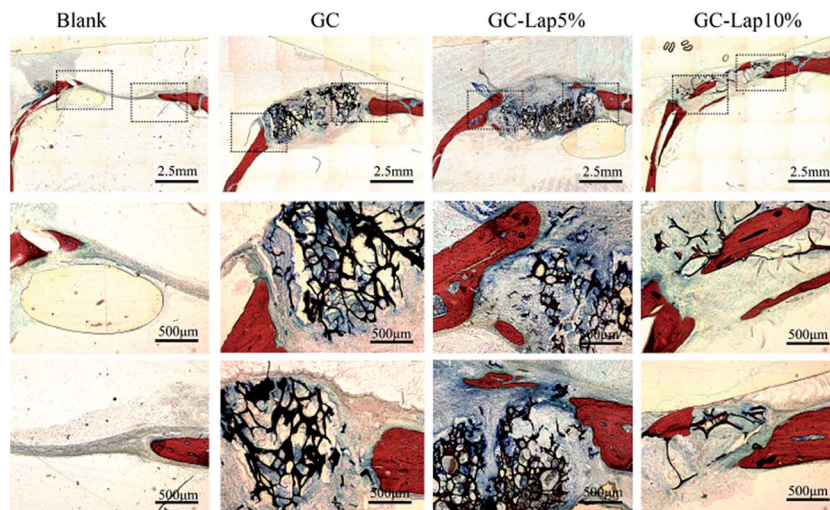 Blank GC GC-Lap5% GC-Lap10%
2.5mm 2.5mm 2.5mm 2.5mm
500μm 500μm 500μm 500μm
500μm 500μm 500μm 500μm